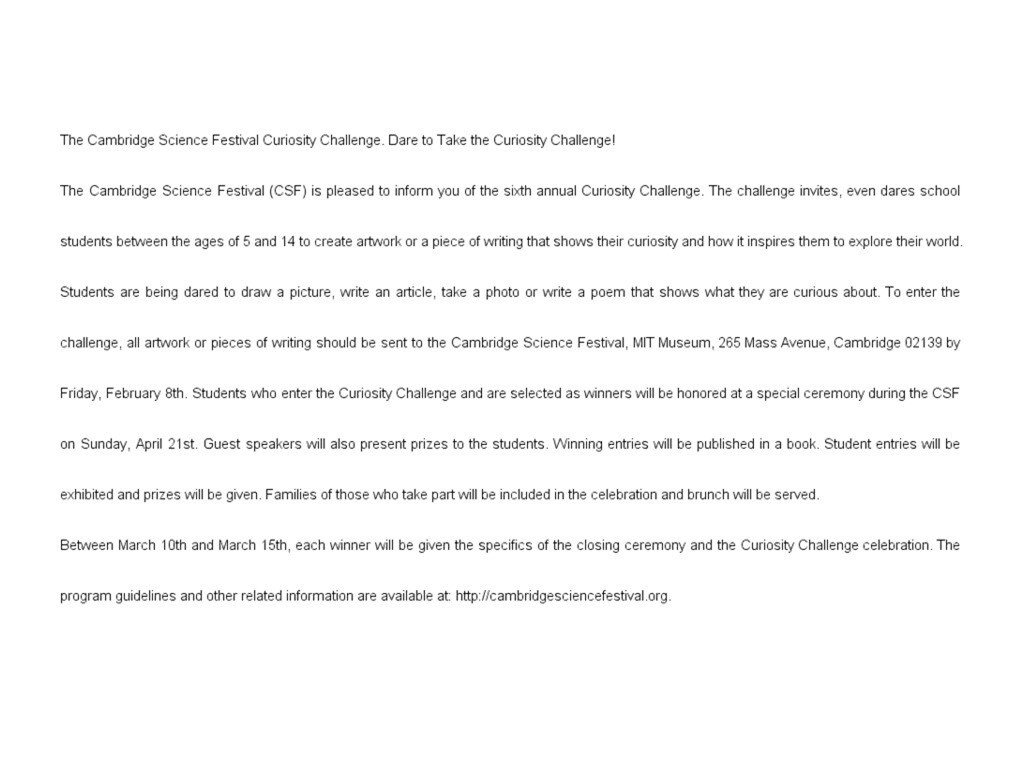 The Cambridge Science Festival Curiosity Challenge. Dare to Take the Curiosity Challenge!
The Cambridge Science Festival (CSF) is pleased to inform you of the sixth annual Curiosity Challenge. The challenge invites, even dares school
students between the ages of 5 and 14 to create artwork or a piece of writing that shows their curiosity and how it inspires them to explore their world.
Students are being dared to draw a picture, write an article, take a photo or write a poem that shows what they are curious about. To enter the
challenge, all artwork or pieces of writing should be sent to the Cambridge Science Festival, MIT Museum, 265 Mass Avenue, Cambridge 02139 by
Friday, February 8th. Students who enter the Curiosity Challenge and are selected as winners will be honored at a special ceremony during the CSF
on Sunday, April 21st. Guest speakers will also present prizes to the students. Winning entries will be published in a book. Student entries will be
exhibited and prizes will be given. Families of those who take part will be included in the celebration and brunch will be served.
Between March 10th and March 15th, each winner will be given the specifics of the closing ceremony and the Curiosity Challenge celebration. The
program guidelines and other related information are available at: http://cambridgesciencefestival.org.